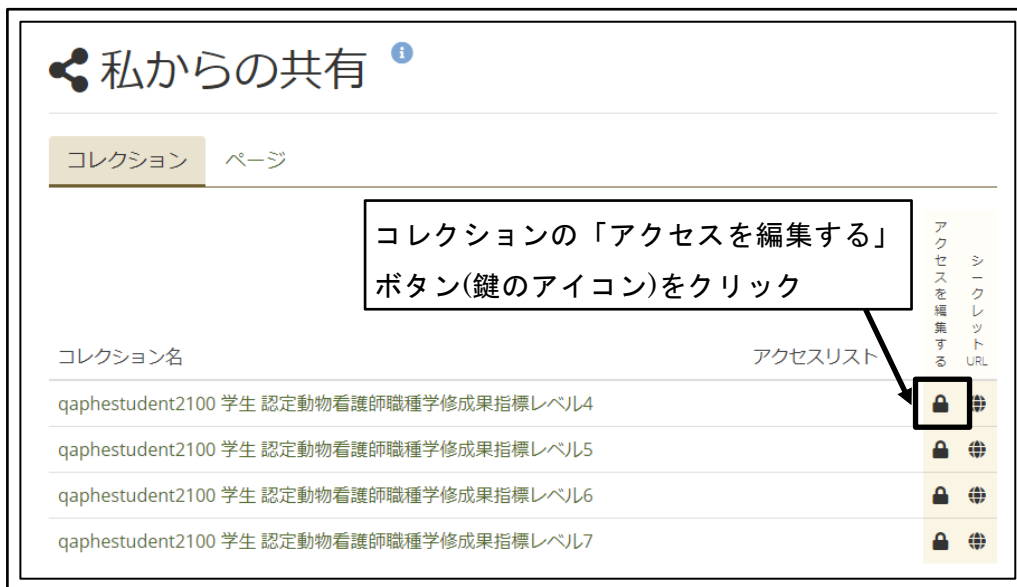 私からの共有
コレクション ページ
コレクションの「アクセスを編集する」
ボタン(鍵のアイコン)をクリック
コレクション名 アクセスリスト アクセスを編集する シークレットURL
qaphestudent2100 学生 認定動物看護師職種学修成果指標レベル4
qaphestudent2100 学生 認定動物看護師職種学修成果指標レベル5
qaphestudent2100 学生 認定動物看護師職種学修成果指標レベル6
qaphestudent2100 学生 認定動物看護師職種学修成果指標レベル7